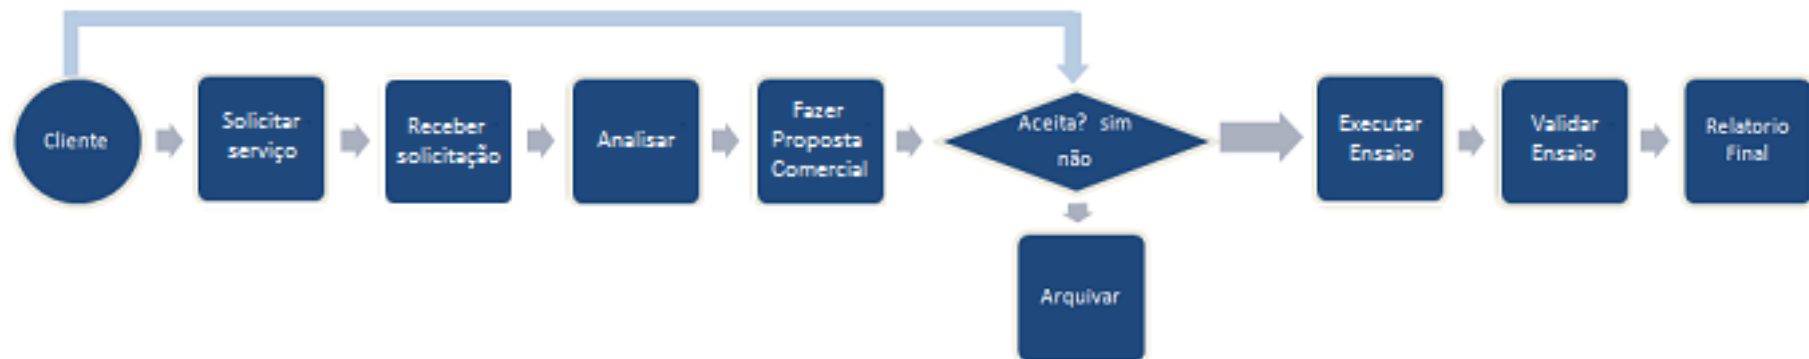 Cliente
Solicitar
serviço
Receber
solicitação
Analisar
Fazer
Proposta
Comercial
Aceita? sim
não
Arquivar
Executar
Ensaio
Validar
Ensaio
Relatorio
Final